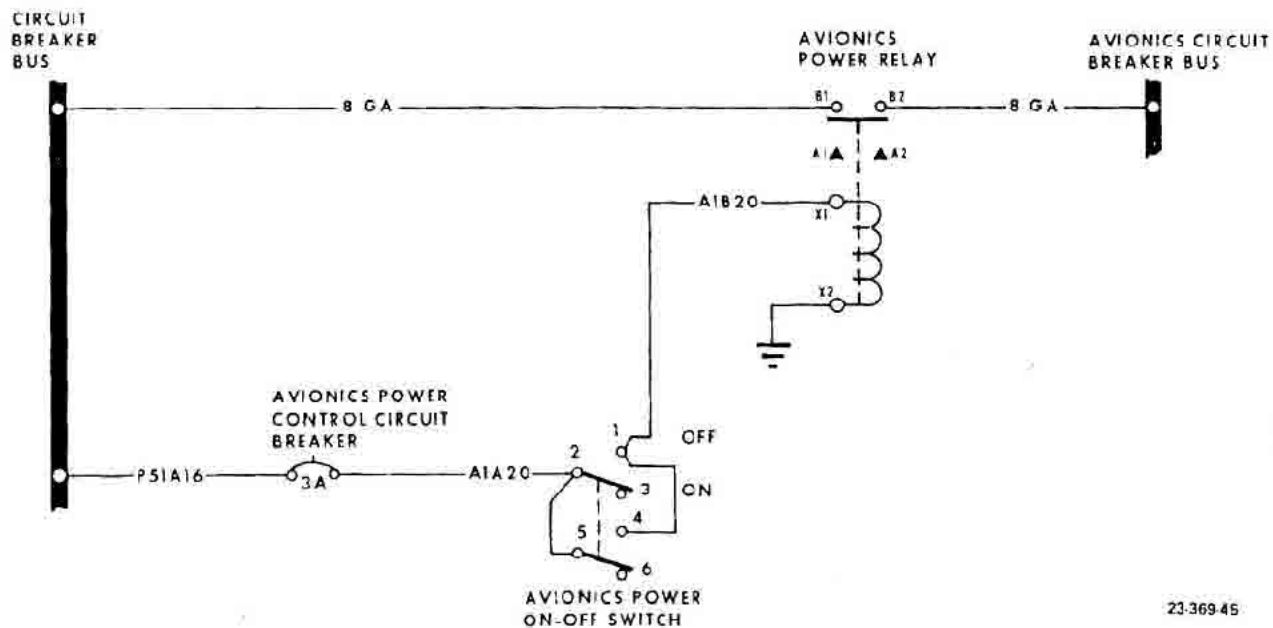 CIRCUIT
BREAKER
BUS
AVIONICS
POWER RELAY
AVIONICS CIRCUIT
BREAKER BUS
8 GA
B1
B2
8 GA
A1
A2
A1B20
X1
X2
AVIONICS POWER
CONTROL CIRCUIT
BREAKER
1
OFF
2
P51A16
3A
A1A20
3
ON
4
5
6
AVIONICS POWER
ON-OFF SWITCH
23-369-45